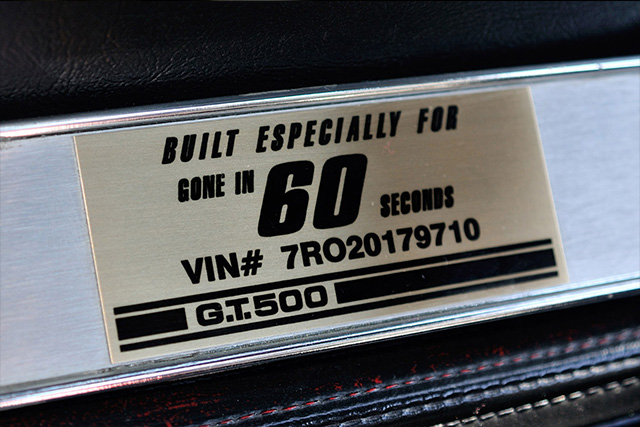 BUILT ESPECIALLY FOR
GONE IN 60 SECONDS
VIN# 7RO20179710
G.T.500